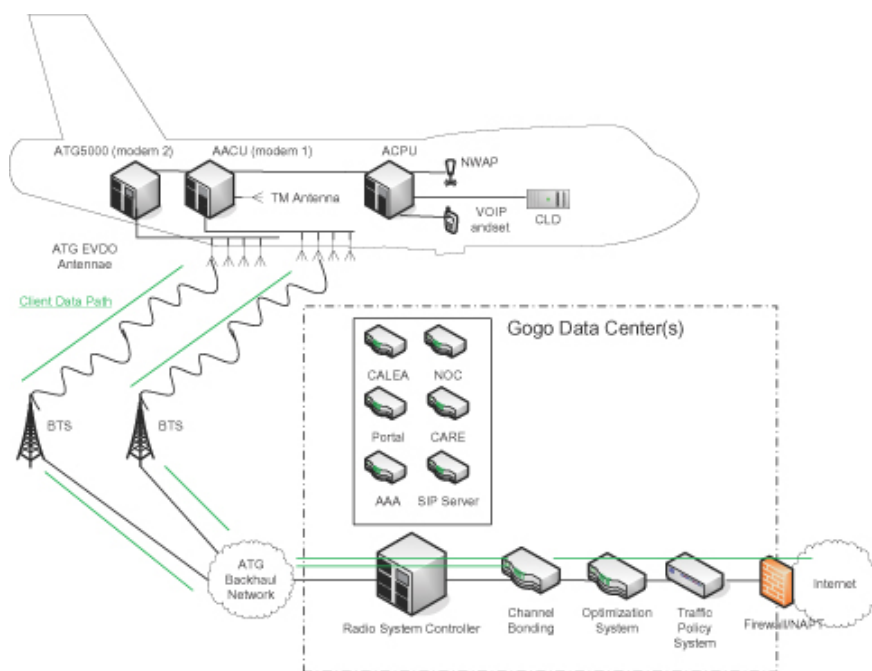 ATG5000 (modem 2)
AACU (modem 1)
ACPU
NWAP
TM Antenna
VOIP
andset
CLD
ATG EVDO
Antennae
Client Data Path
Gogo Data Center(s)
CALEA
NOC
BTS
BTS
Portal
CARE
AAA
SIP Server
ATG
Backhaul
Network
Radio System Controller
Channel
Bonding
Optimization
System
Traffic
Policy
System
Firewall/NAPT
Internet